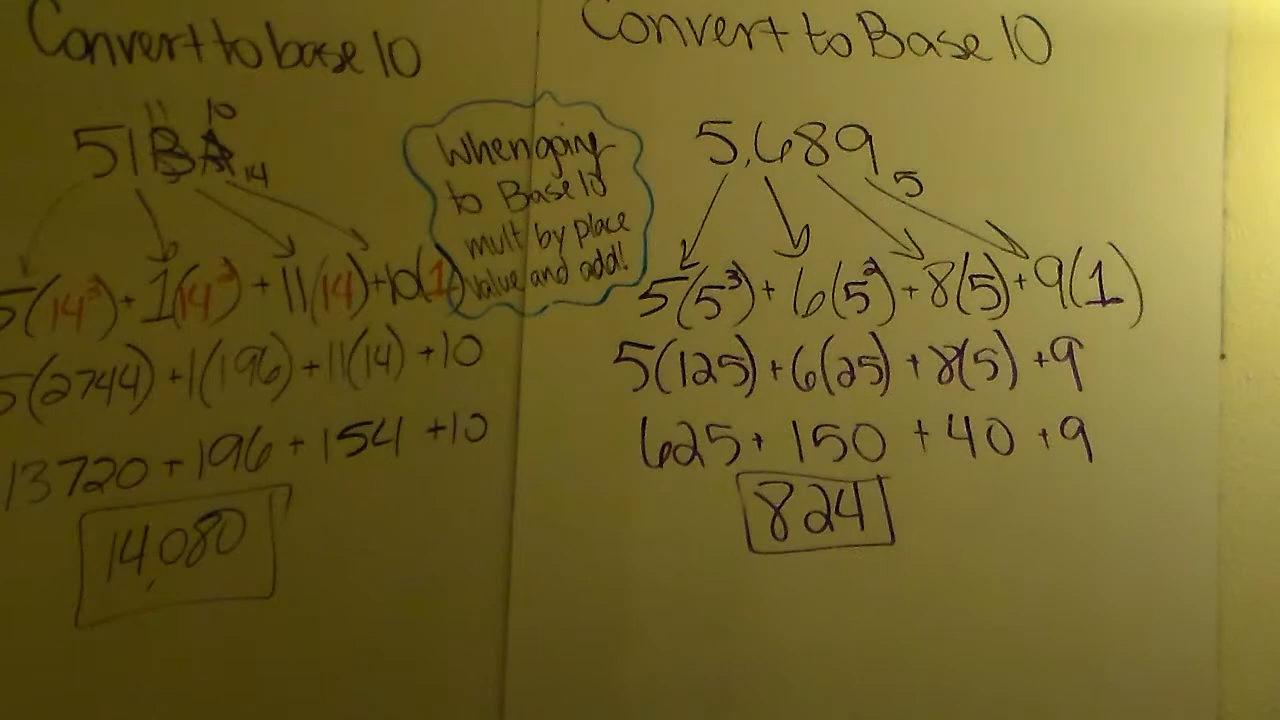 Convert to base 10
11 10
51BA14
5(14³) + 1(14²) + 11(14) + 10(1)
5(2744) + 1(196) + 11(14) + 10
13720 + 196 + 154 + 10
14,080
When going
to Base 10
mult by place
value and add!
Convert to Base 10
5,689 5
5(5³) + 6(5²) + 8(5) + 9(1)
5(125) + 6(25) + 8(5) + 9
625 + 150 + 40 + 9
824